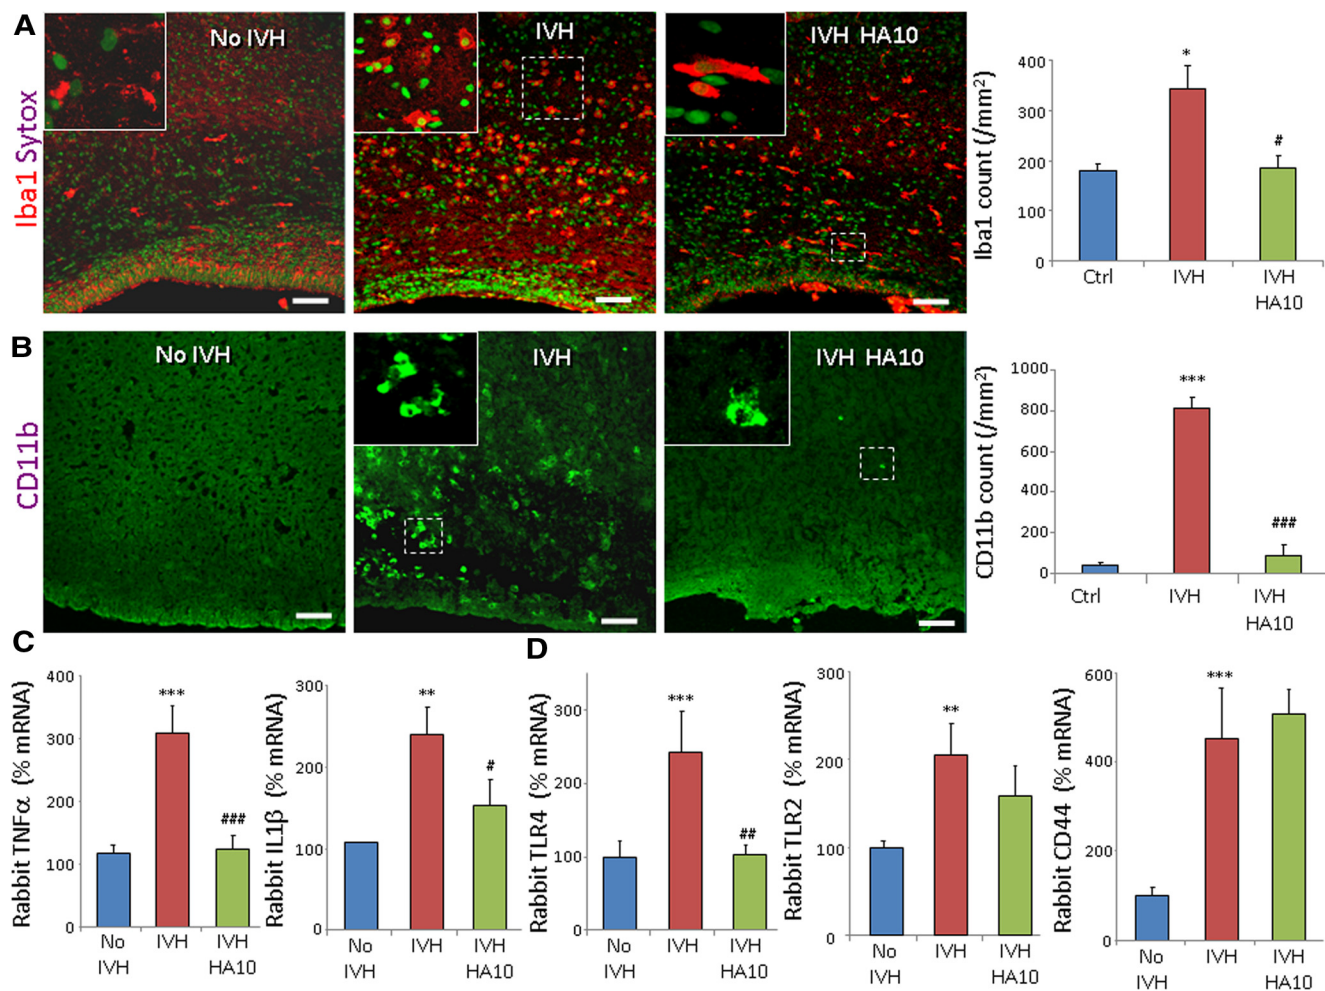 A
Iba1 Sytox
No IVH
IVH
IVH HA10
Iba1 count (/mm²)
400
300
200
100
0
*
#
Ctrl
IVH
IVH
HA10
B
CD11b
No IVH
IVH
IVH HA10
CD11b count (/mm²)
1000
800
600
400
200
0
***
###
Ctrl
IVH
IVH
HA10
C
Rabbit TNFα (% mRNA)
400
300
200
100
0
***
###
No
IVH
IVH
IVH
HA10
Rabbit IL1β (% mRNA)
300
200
100
0
**
#
No
IVH
IVH
IVH
HA10
D
Rabbit TLR4 (% mRNA)
300
200
100
0
***
##
No
IVH
IVH
IVH
HA10
Rabbit TLR2 (% mRNA)
300
200
100
0
**
No
IVH
IVH
IVH
HA10
Rabbit CD44 (% mRNA)
600
400
200
0
***
No
IVH
IVH
IVH
HA10